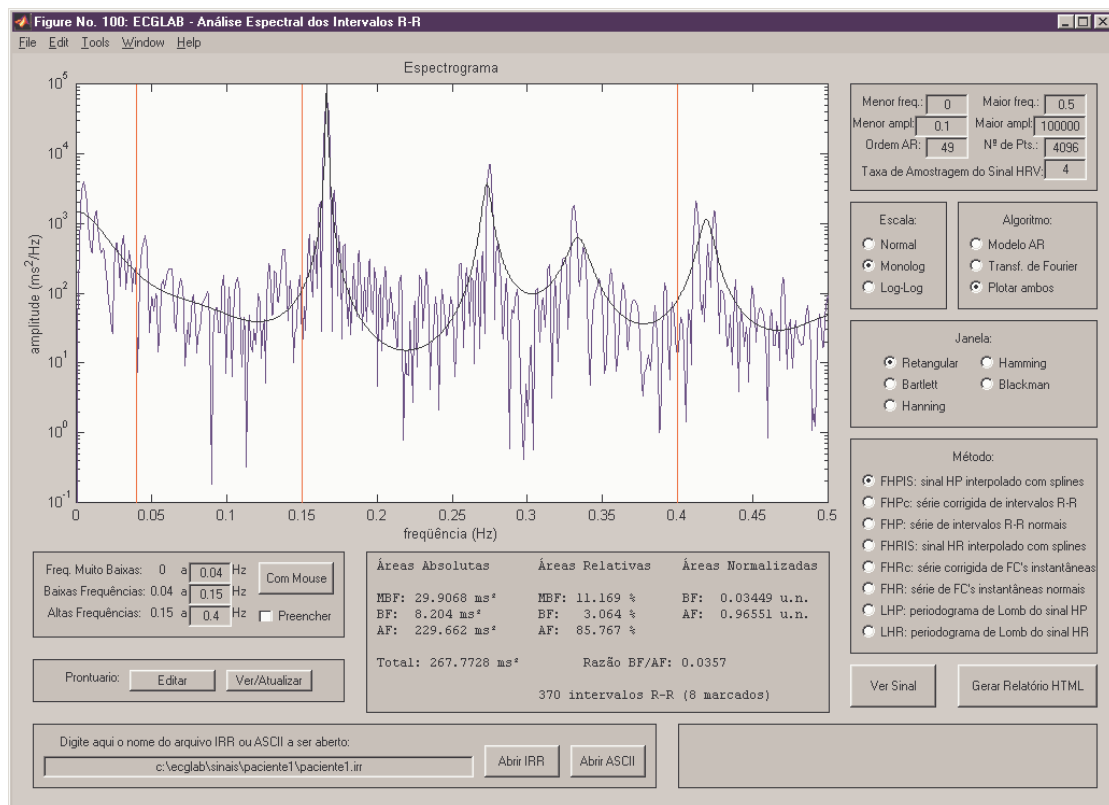 Figure No. 100: ECGLAB - Análise Espectral dos Intervalos R-R
File Edit Tools Window Help
Espectrograma
amplitude (ms²/Hz)
10⁵
10⁴
10³
10²
10¹
10⁰
10⁻¹
0 0.05 0.1 0.15 0.2 0.25 0.3 0.35 0.4 0.45 0.5
freqüência (Hz)
Menor freq.: 0 Maior freq.: 0.5
Menor ampl: 0.1 Maior ampl: 100000
Ordem AR: 49 Nº de Pts.: 4096
Taxa de Amostragem do Sinal HRV: 4
Escala:
Normal
Monolog
Log-Log
Algoritmo:
Modelo AR
Transf. de Fourier
Plotar ambos
Janela:
Retangular Hamming
Bartlett Blackman
Hanning
Método:
FHPIS: sinal HP interpolado com splines
FHPc: série corrigida de intervalos R-R
FHP: série de intervalos R-R normais
FHRIS: sinal HR interpolado com splines
FHRc: série corrigida de FC's instantâneas
FHR: série de FC's instantâneas normais
LHP: periodograma de Lomb do sinal HP
LHR: periodograma de Lomb do sinal HR
Freq. Muito Baixas: 0 a 0.04 Hz
Baixas Frequências: 0.04 a 0.15 Hz
Altas Frequências: 0.15 a 0.4 Hz
Com Mouse
Preencher
Áreas Absolutas Áreas Relativas Áreas Normalizadas
MBF: 29.9068 ms² MBF: 11.169 % BF: 0.03449 u.n.
BF: 8.204 ms² BF: 3.064 % AF: 0.96551 u.n.
AF: 229.662 ms² AF: 85.767 %
Total: 267.7728 ms² Razão BF/AF: 0.0357
370 intervalos R-R (8 marcados)
Prontuario: Editar Ver/Atualizar
Ver Sinal Gerar Relatório HTML
Digite aqui o nome do arquivo IRR ou ASCII a ser aberto:
c:\ecglab\sinais\paciente1\paciente1.irr
Abrir IRR Abrir ASCII